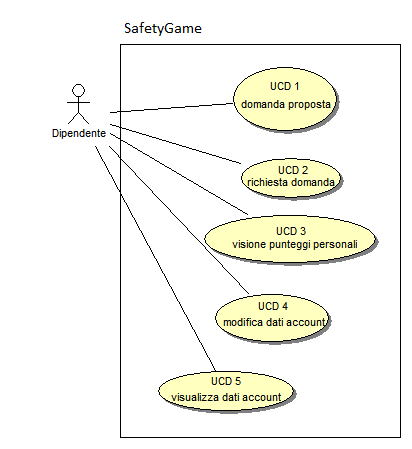 SafetyGame
UCD 1
domanda proposta
Dipendente
UCD 2
richiesta domanda
UCD 3
visione punteggi personali
UCD 4
modifica dati account
UCD 5
visualizza dati account